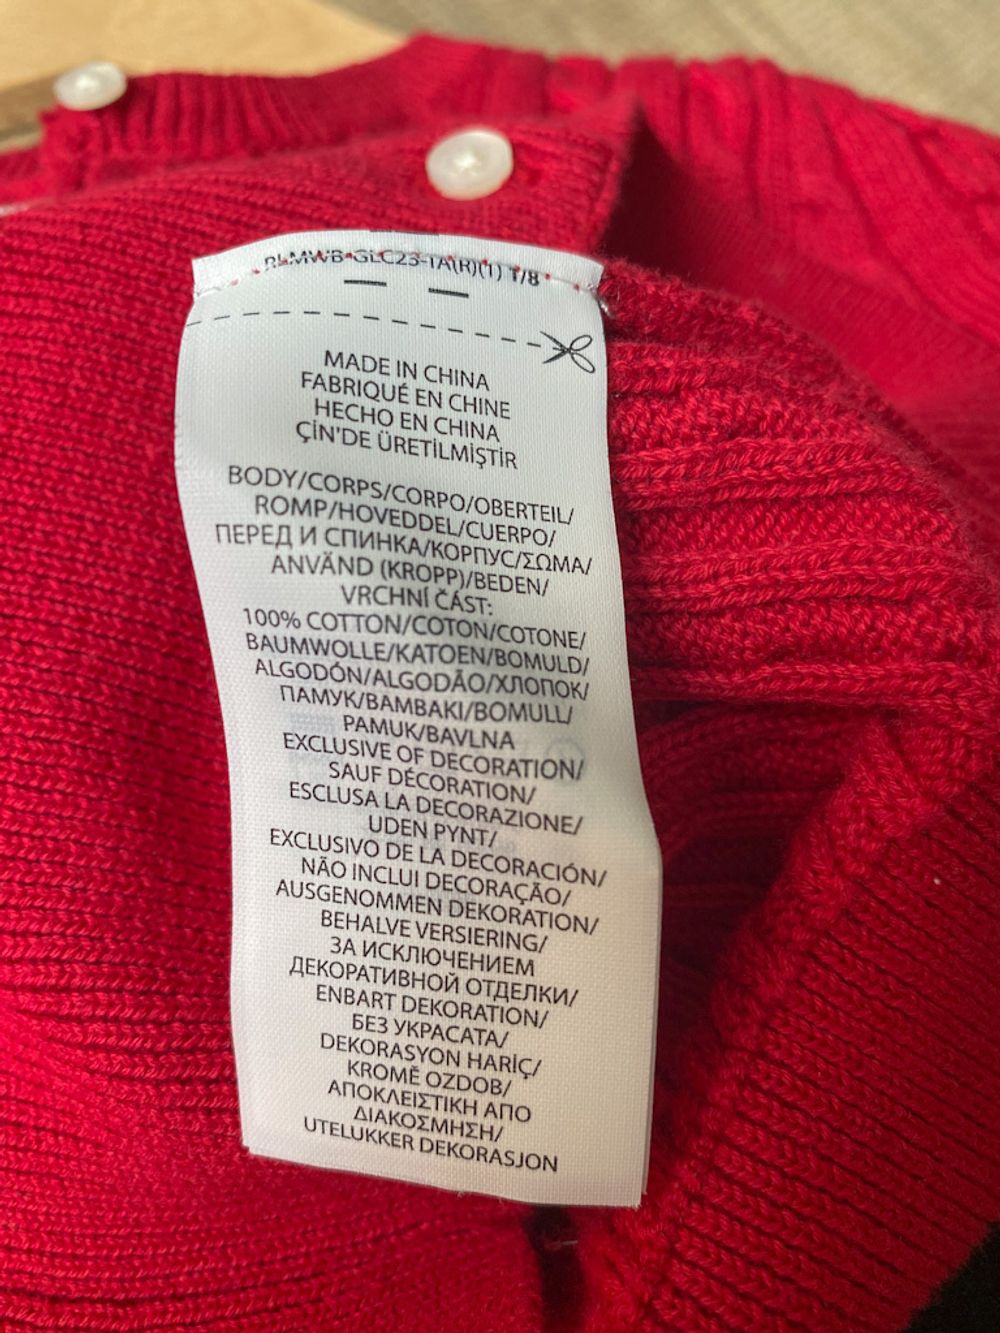 RLMWB-GLC23-1A(R)(1) 1/8
MADE IN CHINA
FABRIQUÉ EN CHINE
HECHO EN CHINA
ÇİN'DE ÜRETİLMİŞTİR
BODY/CORPS/CORPO/OBERTEIL/
ROMP/HOVEDDEL/CUERPO/
ПЕРЕД И СПИНКА/КОРПУС/ΣΩΜΑ/
ANVÄND (KROPP)/BEDEN/
VRCHNÍ ČÁST:
100% COTTON/COTON/COTONE/
BAUMWOLLE/KATOEN/BOMULD/
ALGODÓN/ALGODÃO/ХЛОПОК/
ПАМУК/BAMBAKI/BOMULL/
PAMUK/BAVLNA
EXCLUSIVE OF DECORATION/
SAUF DÉCORATION/
ESCLUSA LA DECORAZIONE/
UDEN PYNT/
EXCLUSIVO DE LA DECORACIÓN/
NÃO INCLUI DECORAÇÃO/
AUSGENOMMEN DEKORATION/
BEHALVE VERSIERING/
ЗА ИСКЛЮЧЕНИЕМ
ДЕКОРАТИВНОЙ ОТДЕЛКИ/
ENBART DEKORATION/
БЕЗ УКРАСАТА/
DEKORASYON HARİÇ/
KROMĚ OZDOB/
ΑΠΟΚΛΕΙΣΤΙΚΗ ΑΠΟ
ΔΙΑΚΟΣΜΗΣΗ/
UTELUKKER DEKORASJON